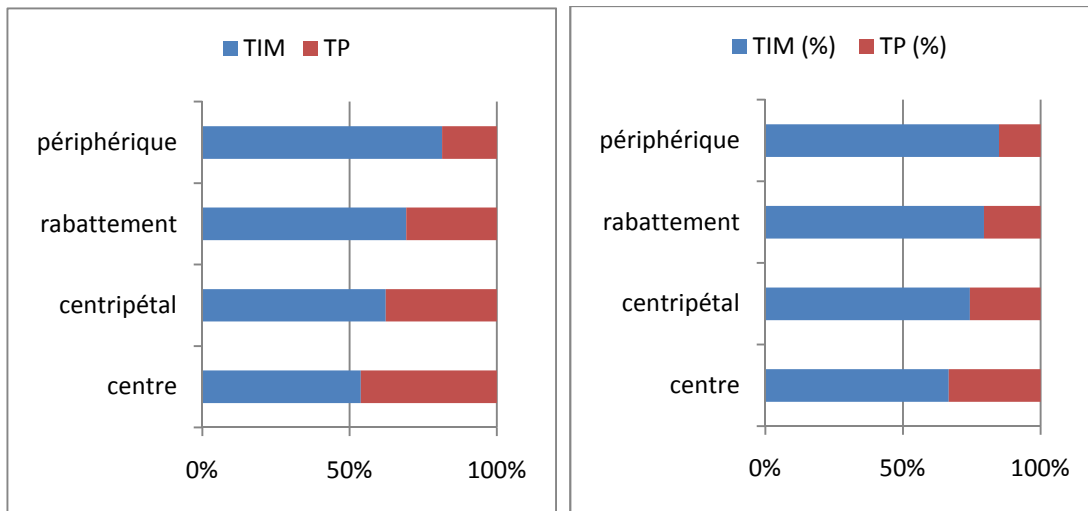 TIM TP
périphérique
rabattement
centripétal
centre
0% 50% 100%
TIM (%) TP (%)
périphérique
rabattement
centripétal
centre
0% 50% 100%